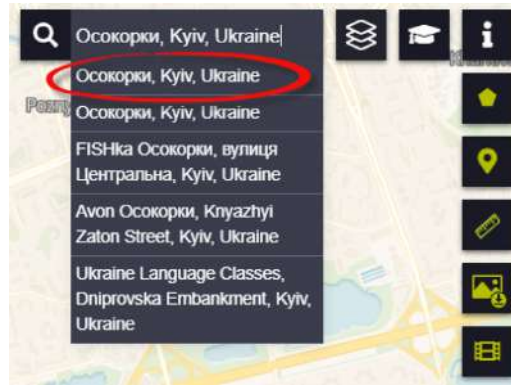 Осокорки, Kyiv, Ukraine
Осокорки, Kyiv, Ukraine
Осокорки, Kyiv, Ukraine
FISHka Осокорки, вулиця
Центральна, Kyiv, Ukraine
Avon Осокорки, Knyazhyi
Zaton Street, Kyiv, Ukraine
Ukraine Language Classes,
Dniprovska Embankment, Kyiv,
Ukraine